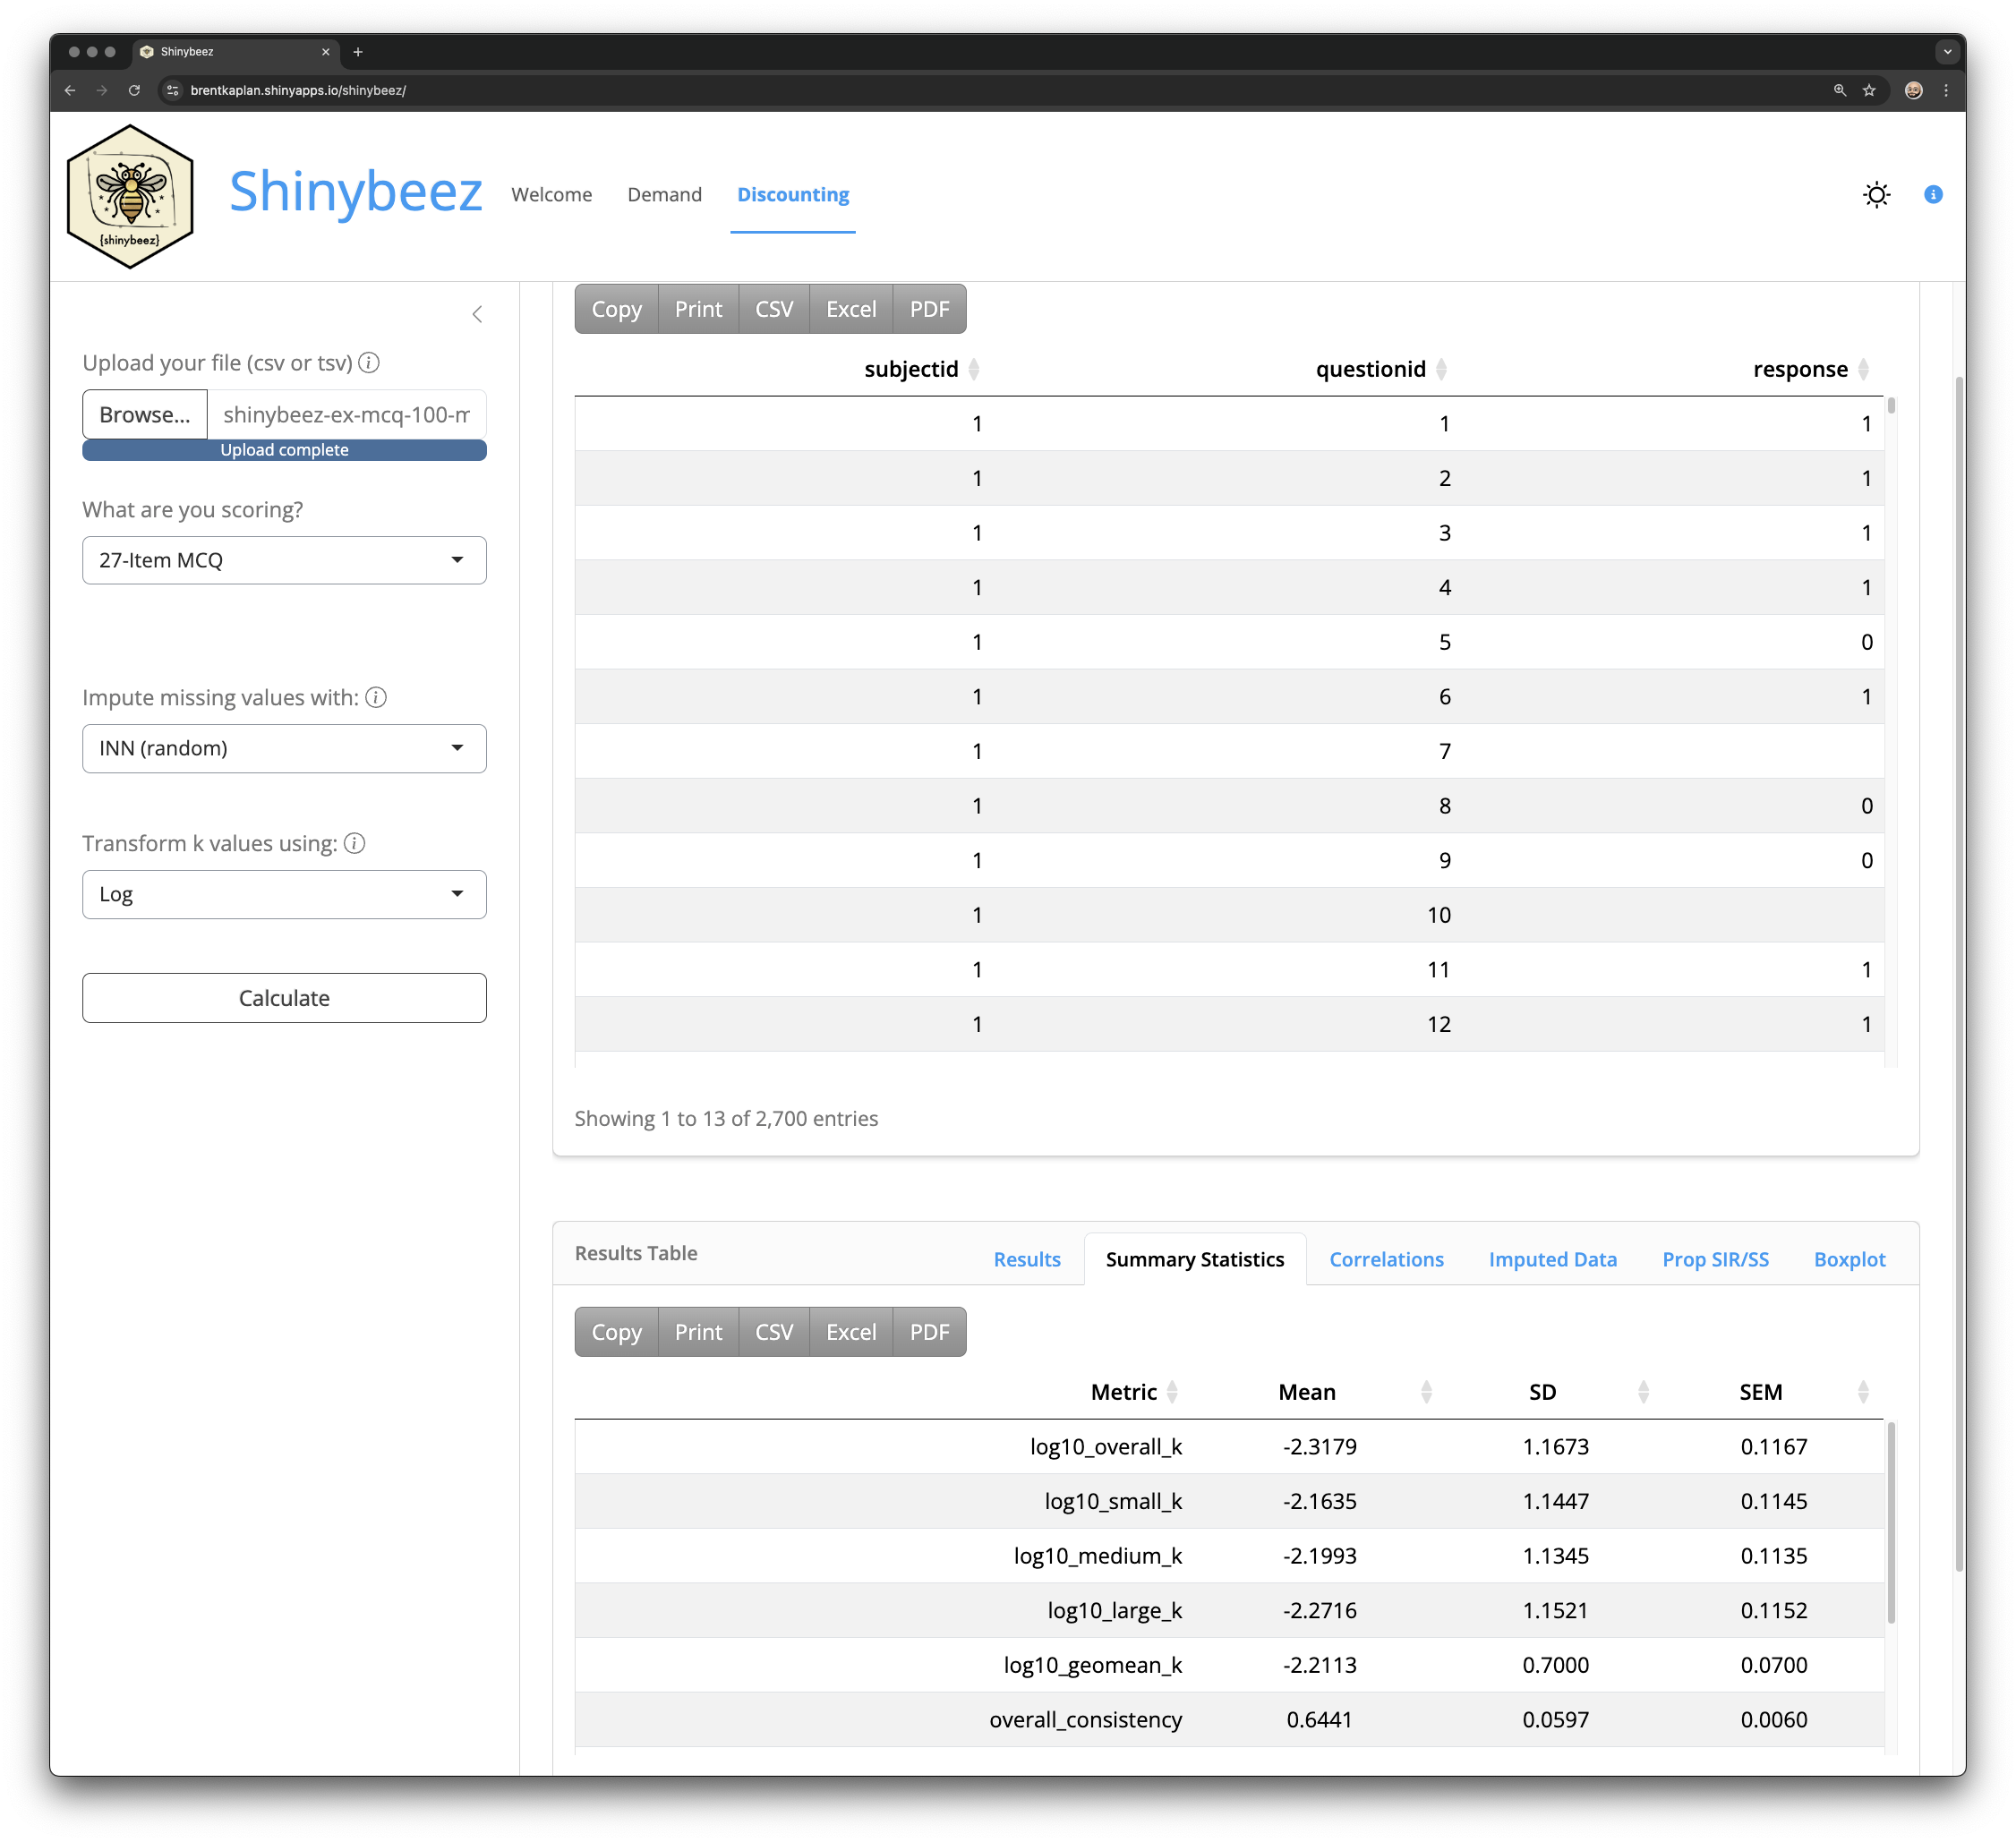 Shinybeez
brentkaplan.shinyapps.io/shinybeez/
{shinybeez}
Shinybeez
Welcome Demand Discounting
Upload your file (csv or tsv)
Browse... shinybeez-ex-mcq-100-m
Upload complete
What are you scoring?
27-Item MCQ
Impute missing values with:
INN (random)
Transform k values using:
Log
Calculate
Copy Print CSV Excel PDF
subjectid questionid response
1 1 1
1 2 1
1 3 1
1 4 1
1 5 0
1 6 1
1 7
1 8 0
1 9 0
1 10
1 11 1
1 12 1
Showing 1 to 13 of 2,700 entries
Results Table Results Summary Statistics Correlations Imputed Data Prop SIR/SS Boxplot
Copy Print CSV Excel PDF
Metric Mean SD SEM
log10_overall_k -2.3179 1.1673 0.1167
log10_small_k -2.1635 1.1447 0.1145
log10_medium_k -2.1993 1.1345 0.1135
log10_large_k -2.2716 1.1521 0.1152
log10_geomean_k -2.2113 0.7000 0.0700
overall_consistency 0.6441 0.0597 0.0060